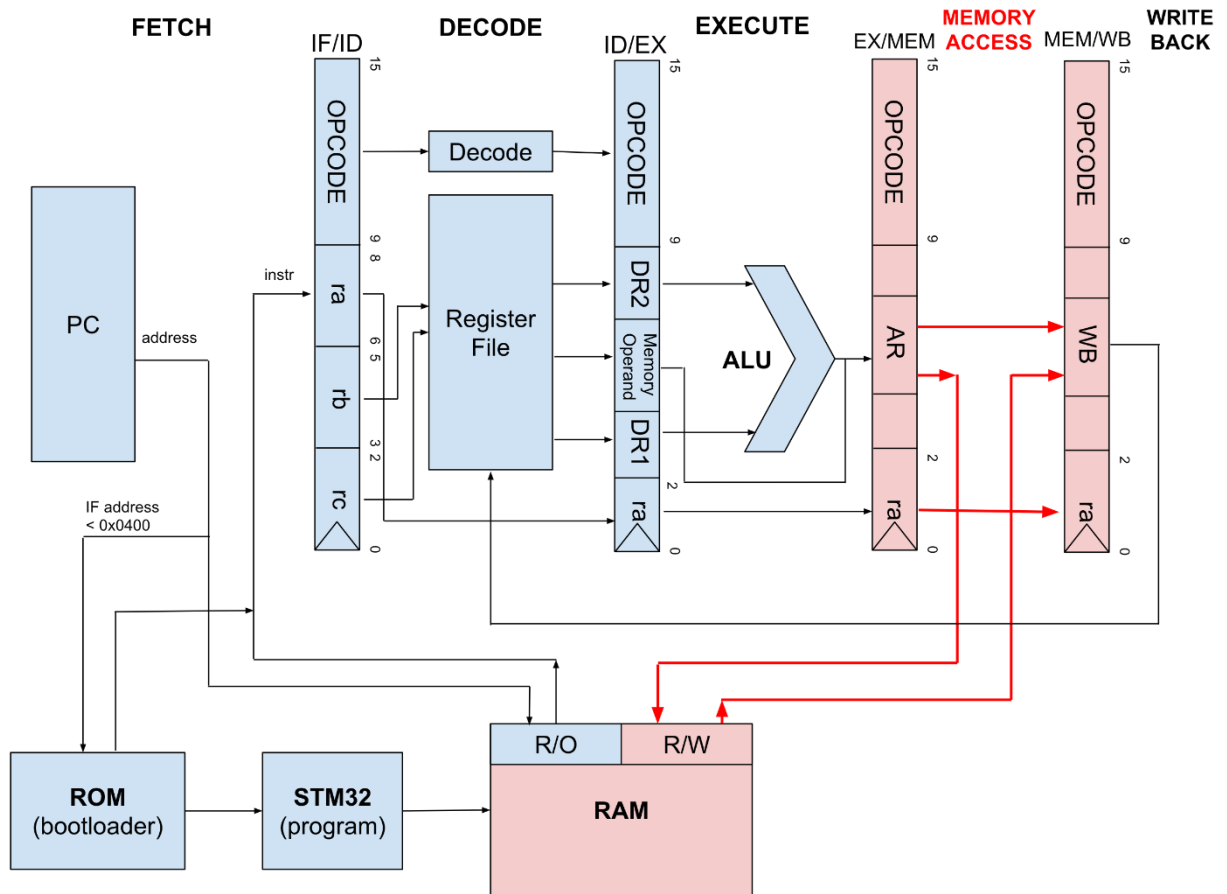 FETCH
DECODE
EXECUTE
MEMORY
ACCESS
WRITE
BACK
IF/ID
ID/EX
EX/MEM
MEM/WB
15
OPCODE
9
8
ra
6
5
rb
3
2
rc
0
Decode
Register
File
15
OPCODE
9
DR2
Memory
Operand
DR1
2
ra
0
ALU
15
OPCODE
9
AR
2
ra
0
15
OPCODE
9
WB
2
ra
0
PC
address
instr
IF address
< 0x0400
ROM
(bootloader)
STM32
(program)
R/O
R/W
RAM